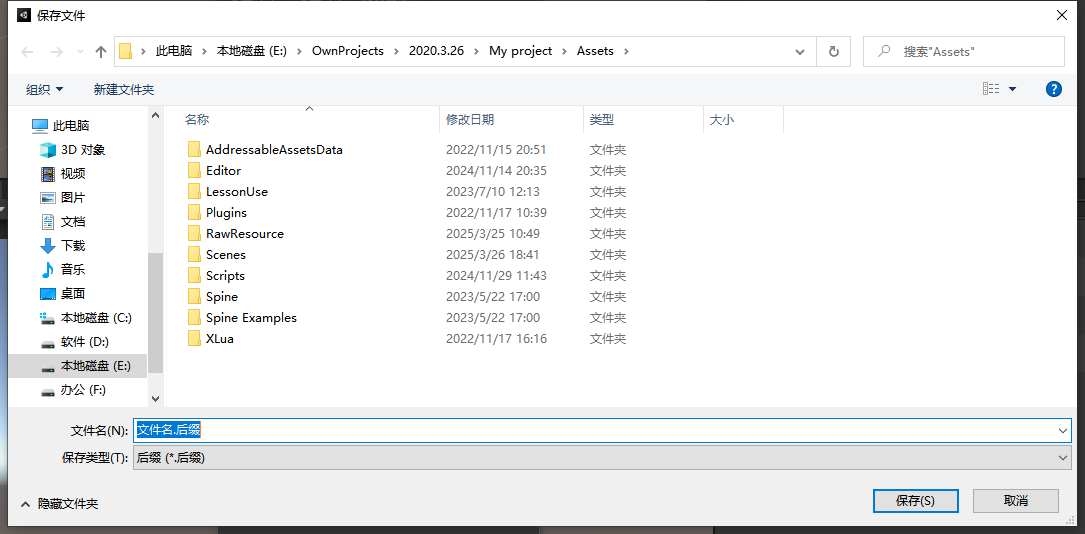 保存文件
此电脑 › 本地磁盘 (E:) › OwnProjects › 2020.3.26 › My project › Assets ›
搜索"Assets"
组织 新建文件夹
?
此电脑
3D 对象
视频
图片
文档
下载
音乐
桌面
本地磁盘 (C:)
软件 (D:)
本地磁盘 (E:)
办公 (F:)
名称 修改日期 类型 大小
AddressableAssetsData 2022/11/15 20:51 文件夹
Editor 2024/11/14 20:35 文件夹
LessonUse 2023/7/10 12:13 文件夹
Plugins 2022/11/17 10:39 文件夹
RawResource 2025/3/25 10:49 文件夹
Scenes 2025/3/26 18:41 文件夹
Scripts 2024/11/29 11:43 文件夹
Spine 2023/5/22 17:00 文件夹
Spine Examples 2023/5/22 17:00 文件夹
XLua 2022/11/17 16:16 文件夹
文件名(N): 文件名.后缀
保存类型(T): 后缀 (*.后缀)
隐藏文件夹 保存(S) 取消